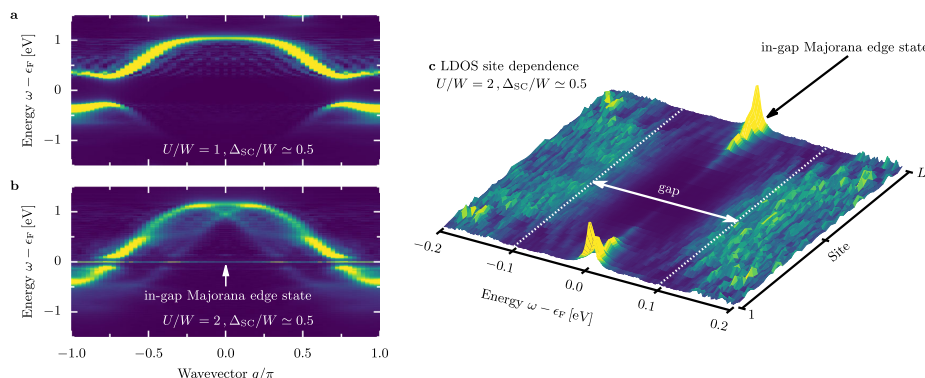 a
1
0
−1
Energy ω − ϵF [eV]
U/W = 1 , ΔSC/W ≃ 0.5
b
1
0
−1
Energy ω − ϵF [eV]
in-gap Majorana edge state
U/W = 2 , ΔSC/W ≃ 0.5
−1.0 −0.5 0.0 0.5 1.0
Wavevector q/π
c LDOS site dependence
U/W = 2 , ΔSC/W ≃ 0.5
in-gap Majorana edge state
gap
−0.2 −0.1 0.0 0.1 0.2
Energy ω − ϵF [eV]
1
Site
L